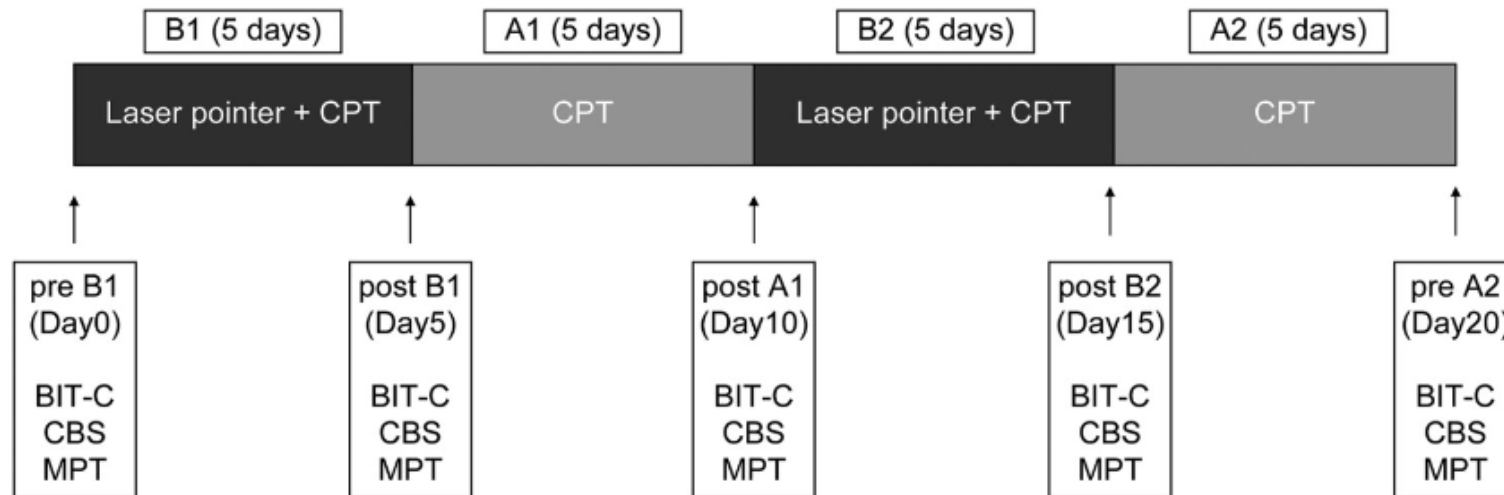 B1 (5 days)
A1 (5 days)
B2 (5 days)
A2 (5 days)
Laser pointer + CPT
CPT
Laser pointer + CPT
CPT
pre B1
(Day0)
BIT-C
CBS
MPT
post B1
(Day5)
BIT-C
CBS
MPT
post A1
(Day10)
BIT-C
CBS
MPT
post B2
(Day15)
BIT-C
CBS
MPT
pre A2
(Day20)
BIT-C
CBS
MPT